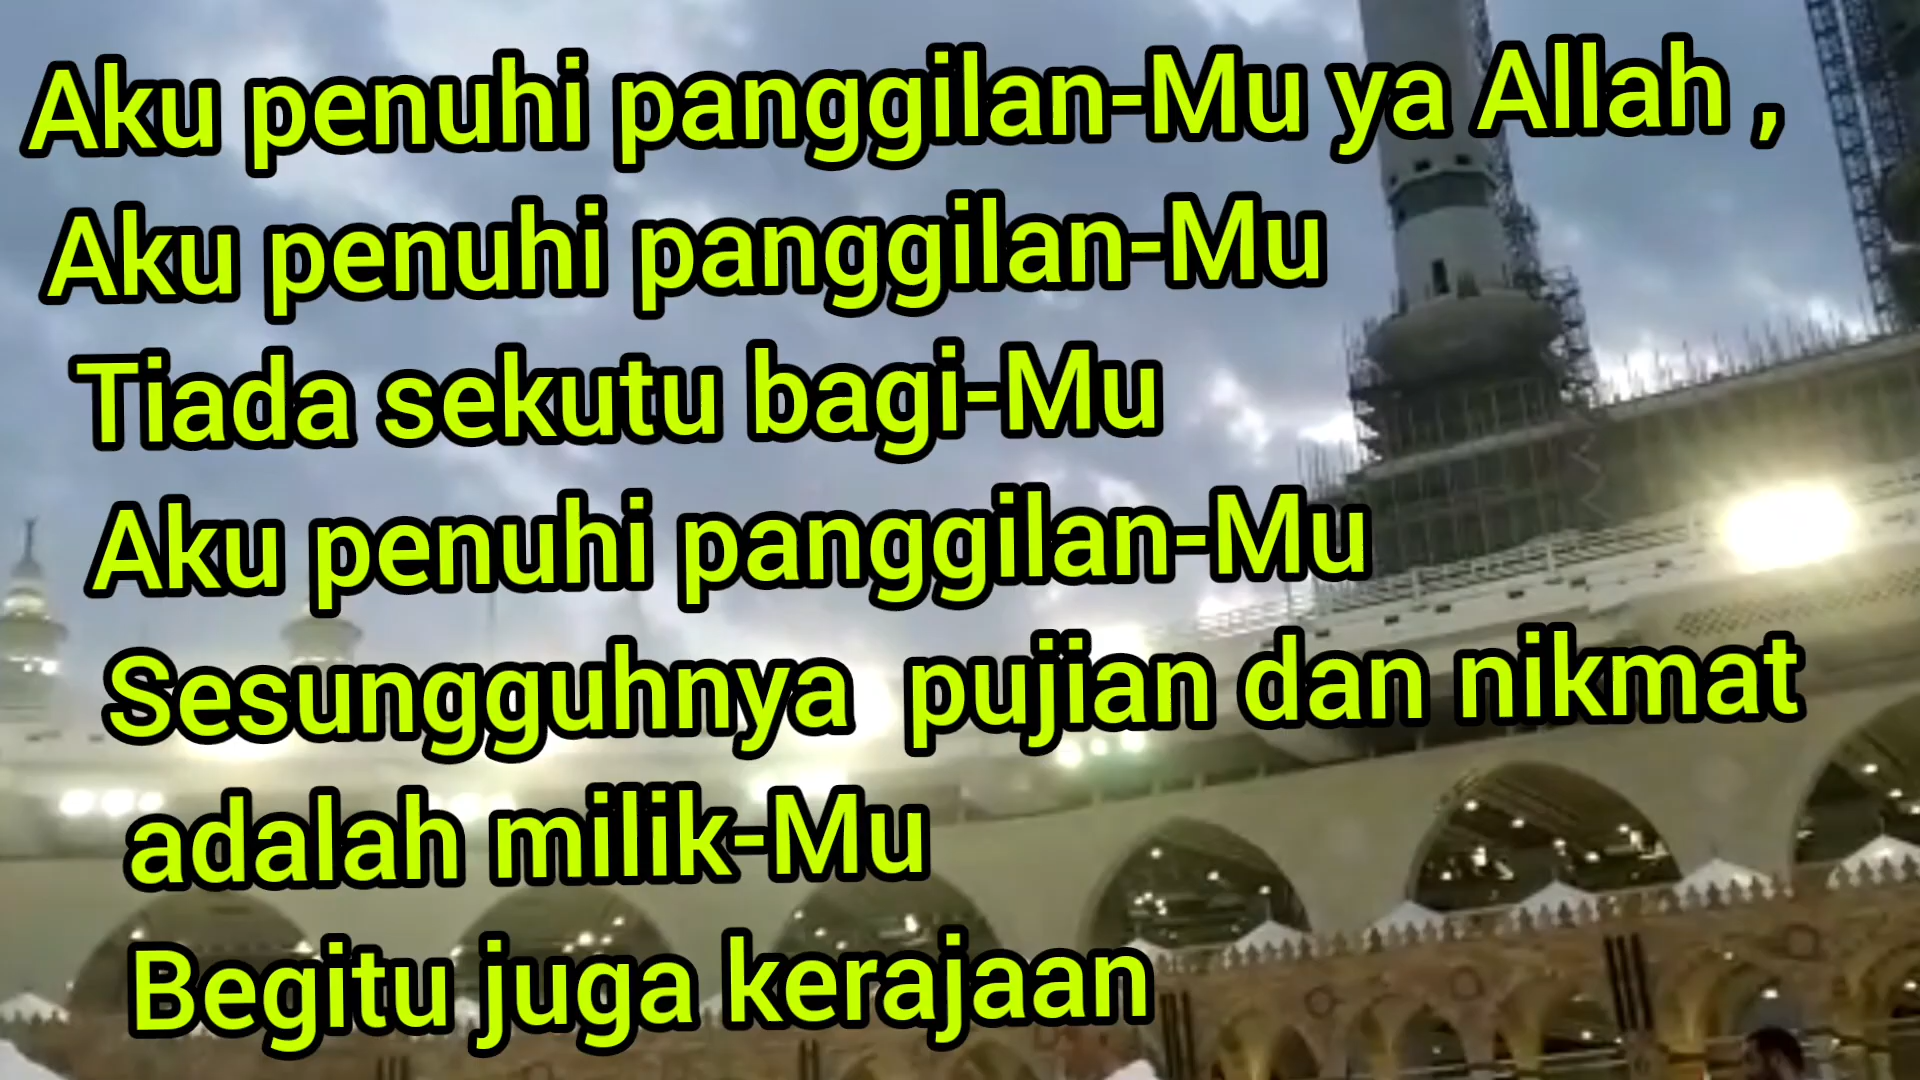 Aku penuhi panggilan-Mu ya Allah ,
Aku penuhi panggilan-Mu
Tiada sekutu bagi-Mu
Aku penuhi panggilan-Mu
Sesungguhnya pujian dan nikmat
adalah milik-Mu
Begitu juga kerajaan